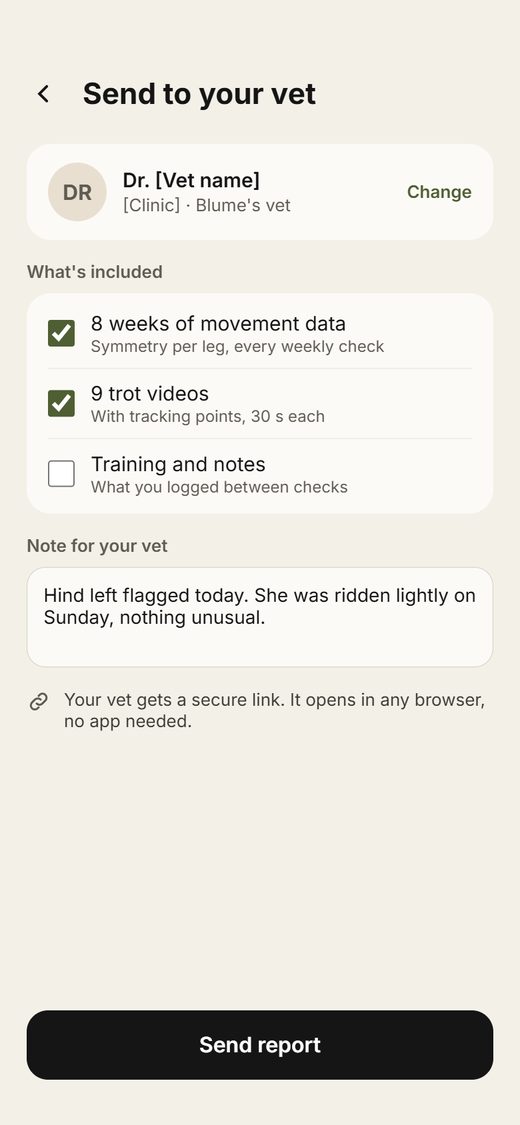 Send to your vet
DR
Dr. [Vet name]
[Clinic] · Blume's vet
Change
What's included
8 weeks of movement data
Symmetry per leg, every weekly check
9 trot videos
With tracking points, 30 s each
Training and notes
What you logged between checks
Note for your vet
Hind left flagged today. She was ridden lightly on
Sunday, nothing unusual.
Your vet gets a secure link. It opens in any browser,
no app needed.
Send report